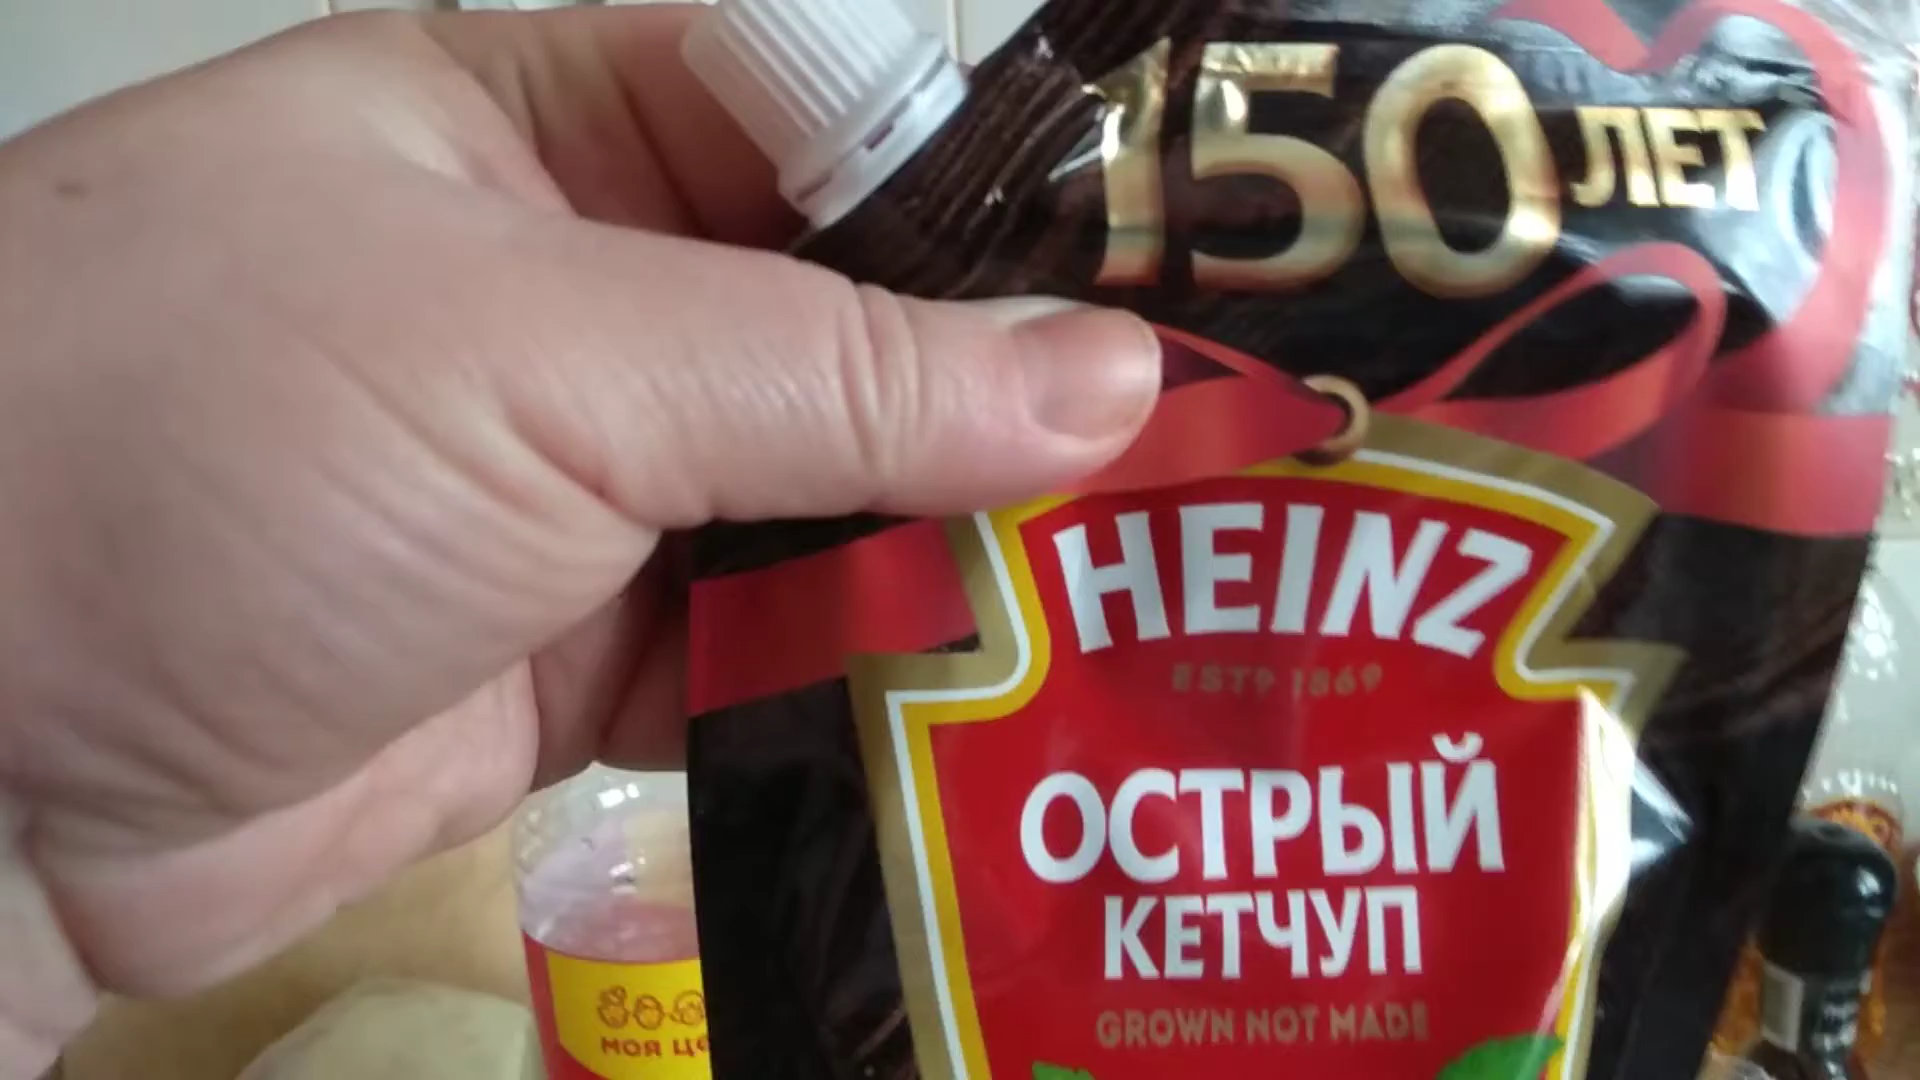 150 ЛЕТ
HEINZ
ESTD 1869
ОСТРЫЙ
КЕТЧУП
GROWN NOT MADE
МОЯ